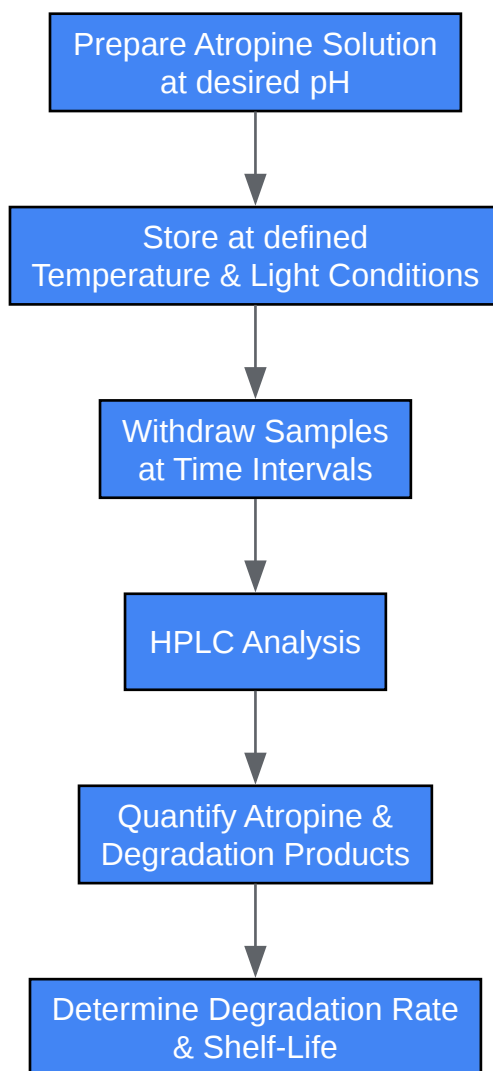 Prepare Atropine Solution
at desired pH
Store at defined
Temperature & Light Conditions
Withdraw Samples
at Time Intervals
HPLC Analysis
Quantify Atropine &
Degradation Products
Determine Degradation Rate
& Shelf-Life